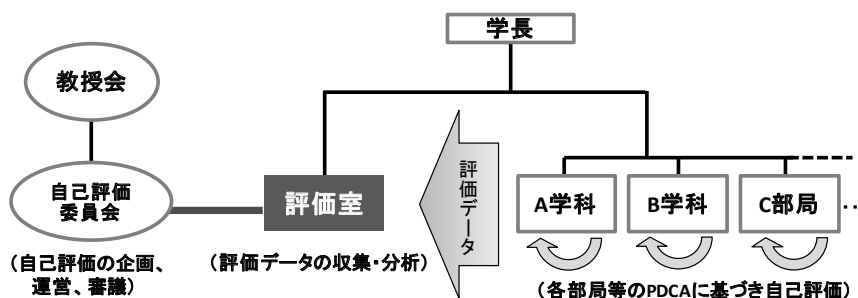 学長
教授会
自己評価
委員会
評価室
評価データ
A学科
B学科
C部局
‥
(自己評価の企画、
運営、審議)
(評価データの収集・分析)
(各部局等のPDCAに基づき自己評価)